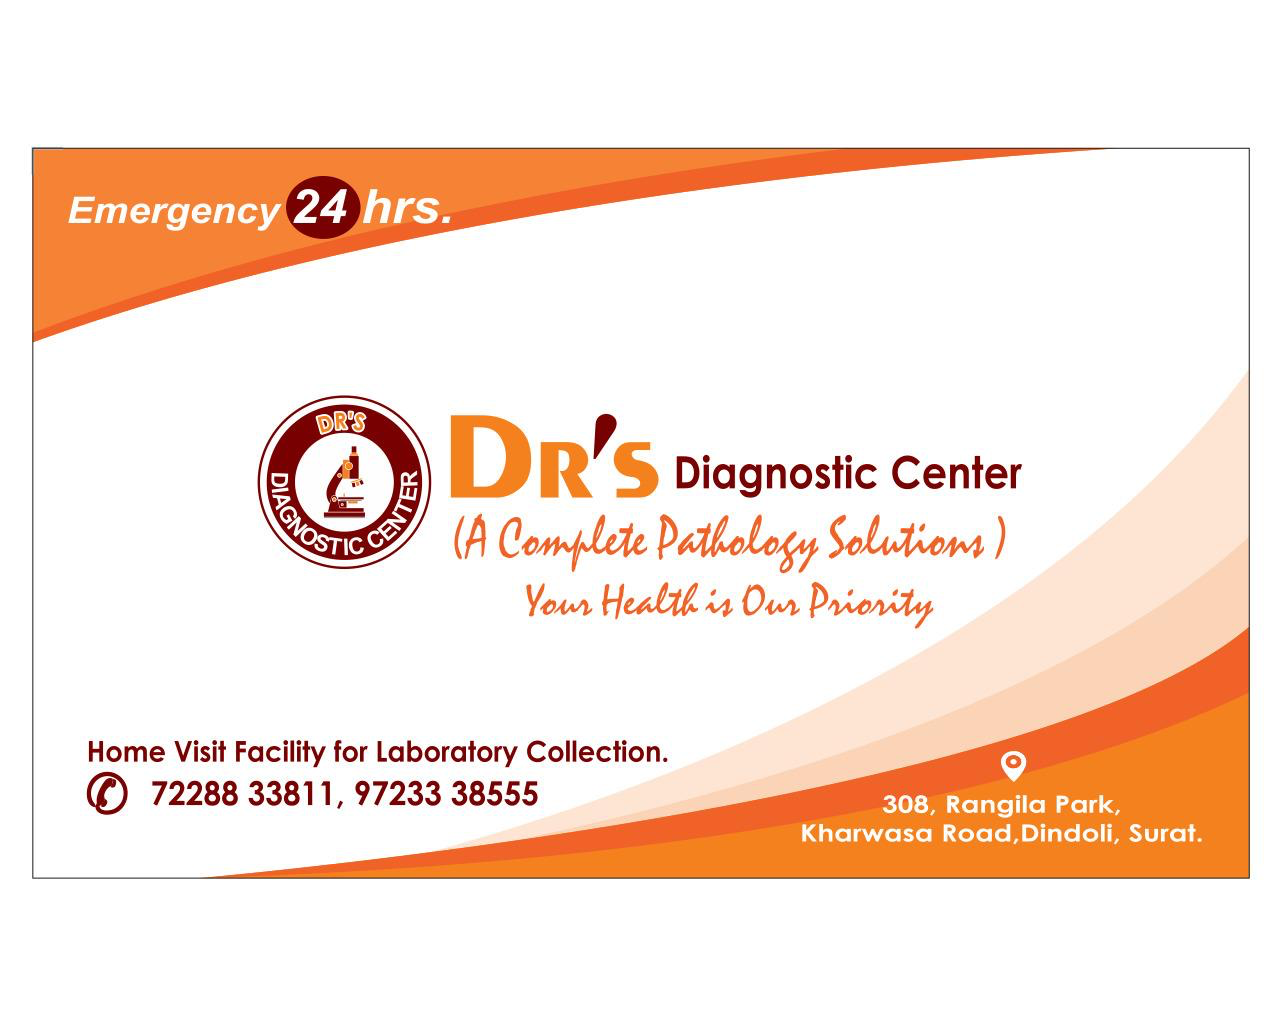 Emergency 24 hrs.
DR'S
DIAGNOSTIC CENTER
DR'S Diagnostic Center
(A Complete Pathology Solutions )
Your Health is Our Priority
Home Visit Facility for Laboratory Collection.
72288 33811, 97233 38555
308, Rangila Park,
Kharwasa Road,Dindoli, Surat.